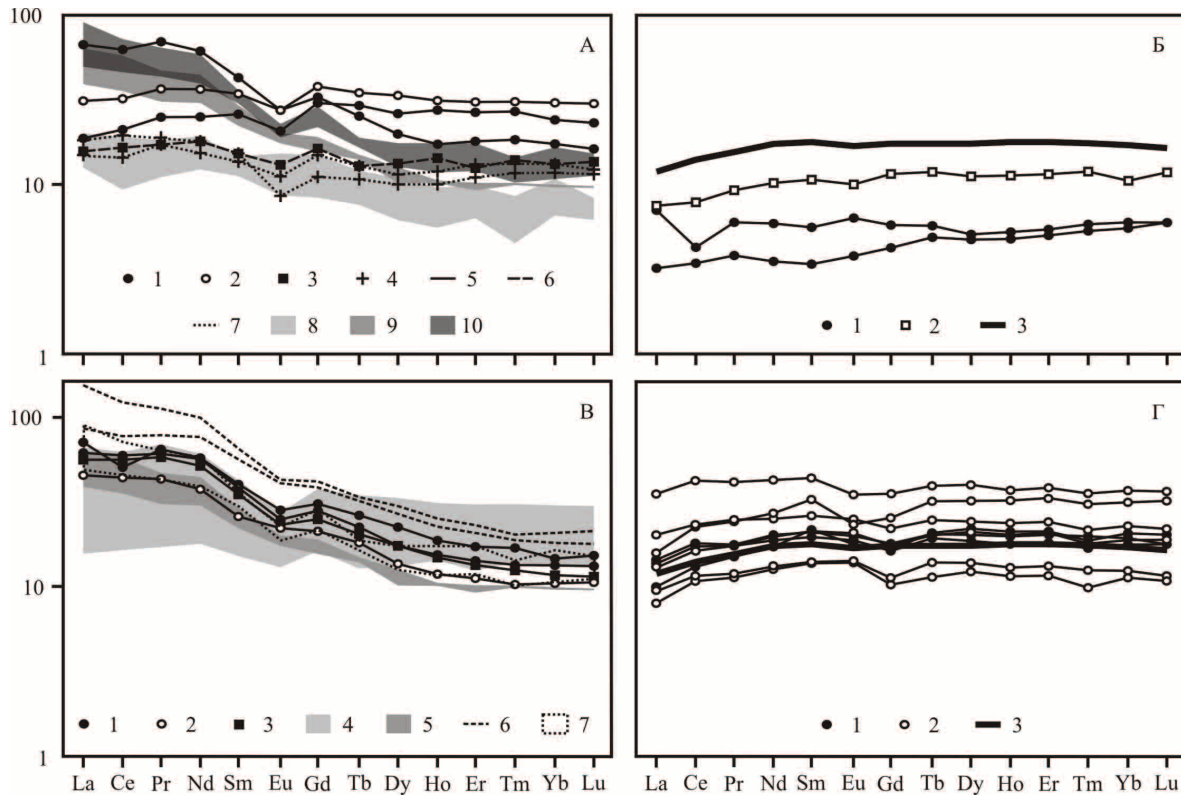 100
10
1
А
1 2 3 4 5 6
7 8 9 10
Б
1 2 3
100
10
1
В
1 2 3 4 5 6 7
Г
1 2 3
La Ce Pr Nd Sm Eu Gd Tb Dy Ho Er Tm Yb Lu
La Ce Pr Nd Sm Eu Gd Tb Dy Ho Er Tm Yb Lu